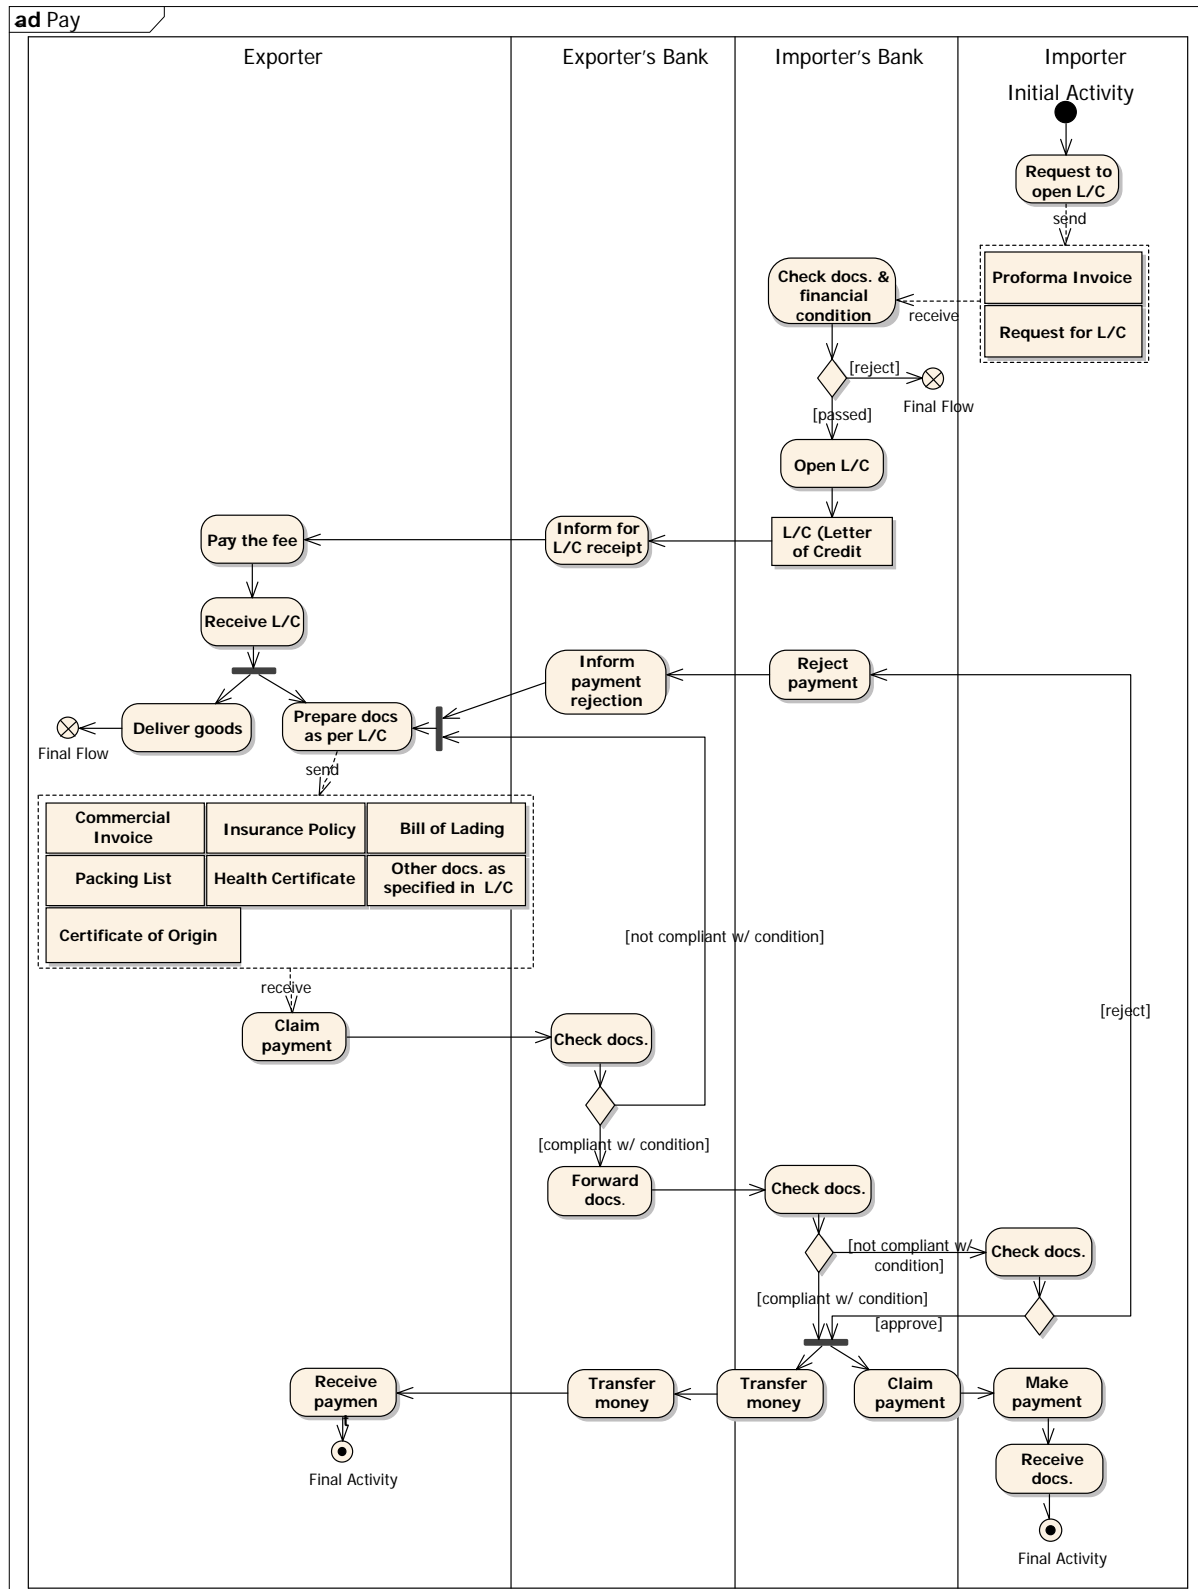 ad Pay
Exporter
Exporter's Bank
Importer's Bank
Importer
Initial Activity
Request to
open L/C
send
Proforma Invoice
Request for L/C
receive
Check docs. &
financial
condition
[reject]
Final Flow
[passed]
Open L/C
L/C (Letter
of Credit
Inform for
L/C receipt
Pay the fee
Receive L/C
Reject
payment
Inform
payment
rejection
Prepare docs
as per L/C
Deliver goods
Final Flow
send
Commercial
Invoice
Insurance Policy
Bill of Lading
Packing List
Health Certificate
Other docs. as
specified in L/C
Certificate of Origin
[not compliant w/ condition]
receive
[reject]
Claim
payment
Check docs.
[compliant w/ condition]
Forward
docs.
Check docs.
[not compliant w/
condition]
Check docs.
[compliant w/ condition]
[approve]
Receive
paymen
t
Transfer
money
Transfer
money
Claim
payment
Make
payment
Final Activity
Receive
docs.
Final Activity